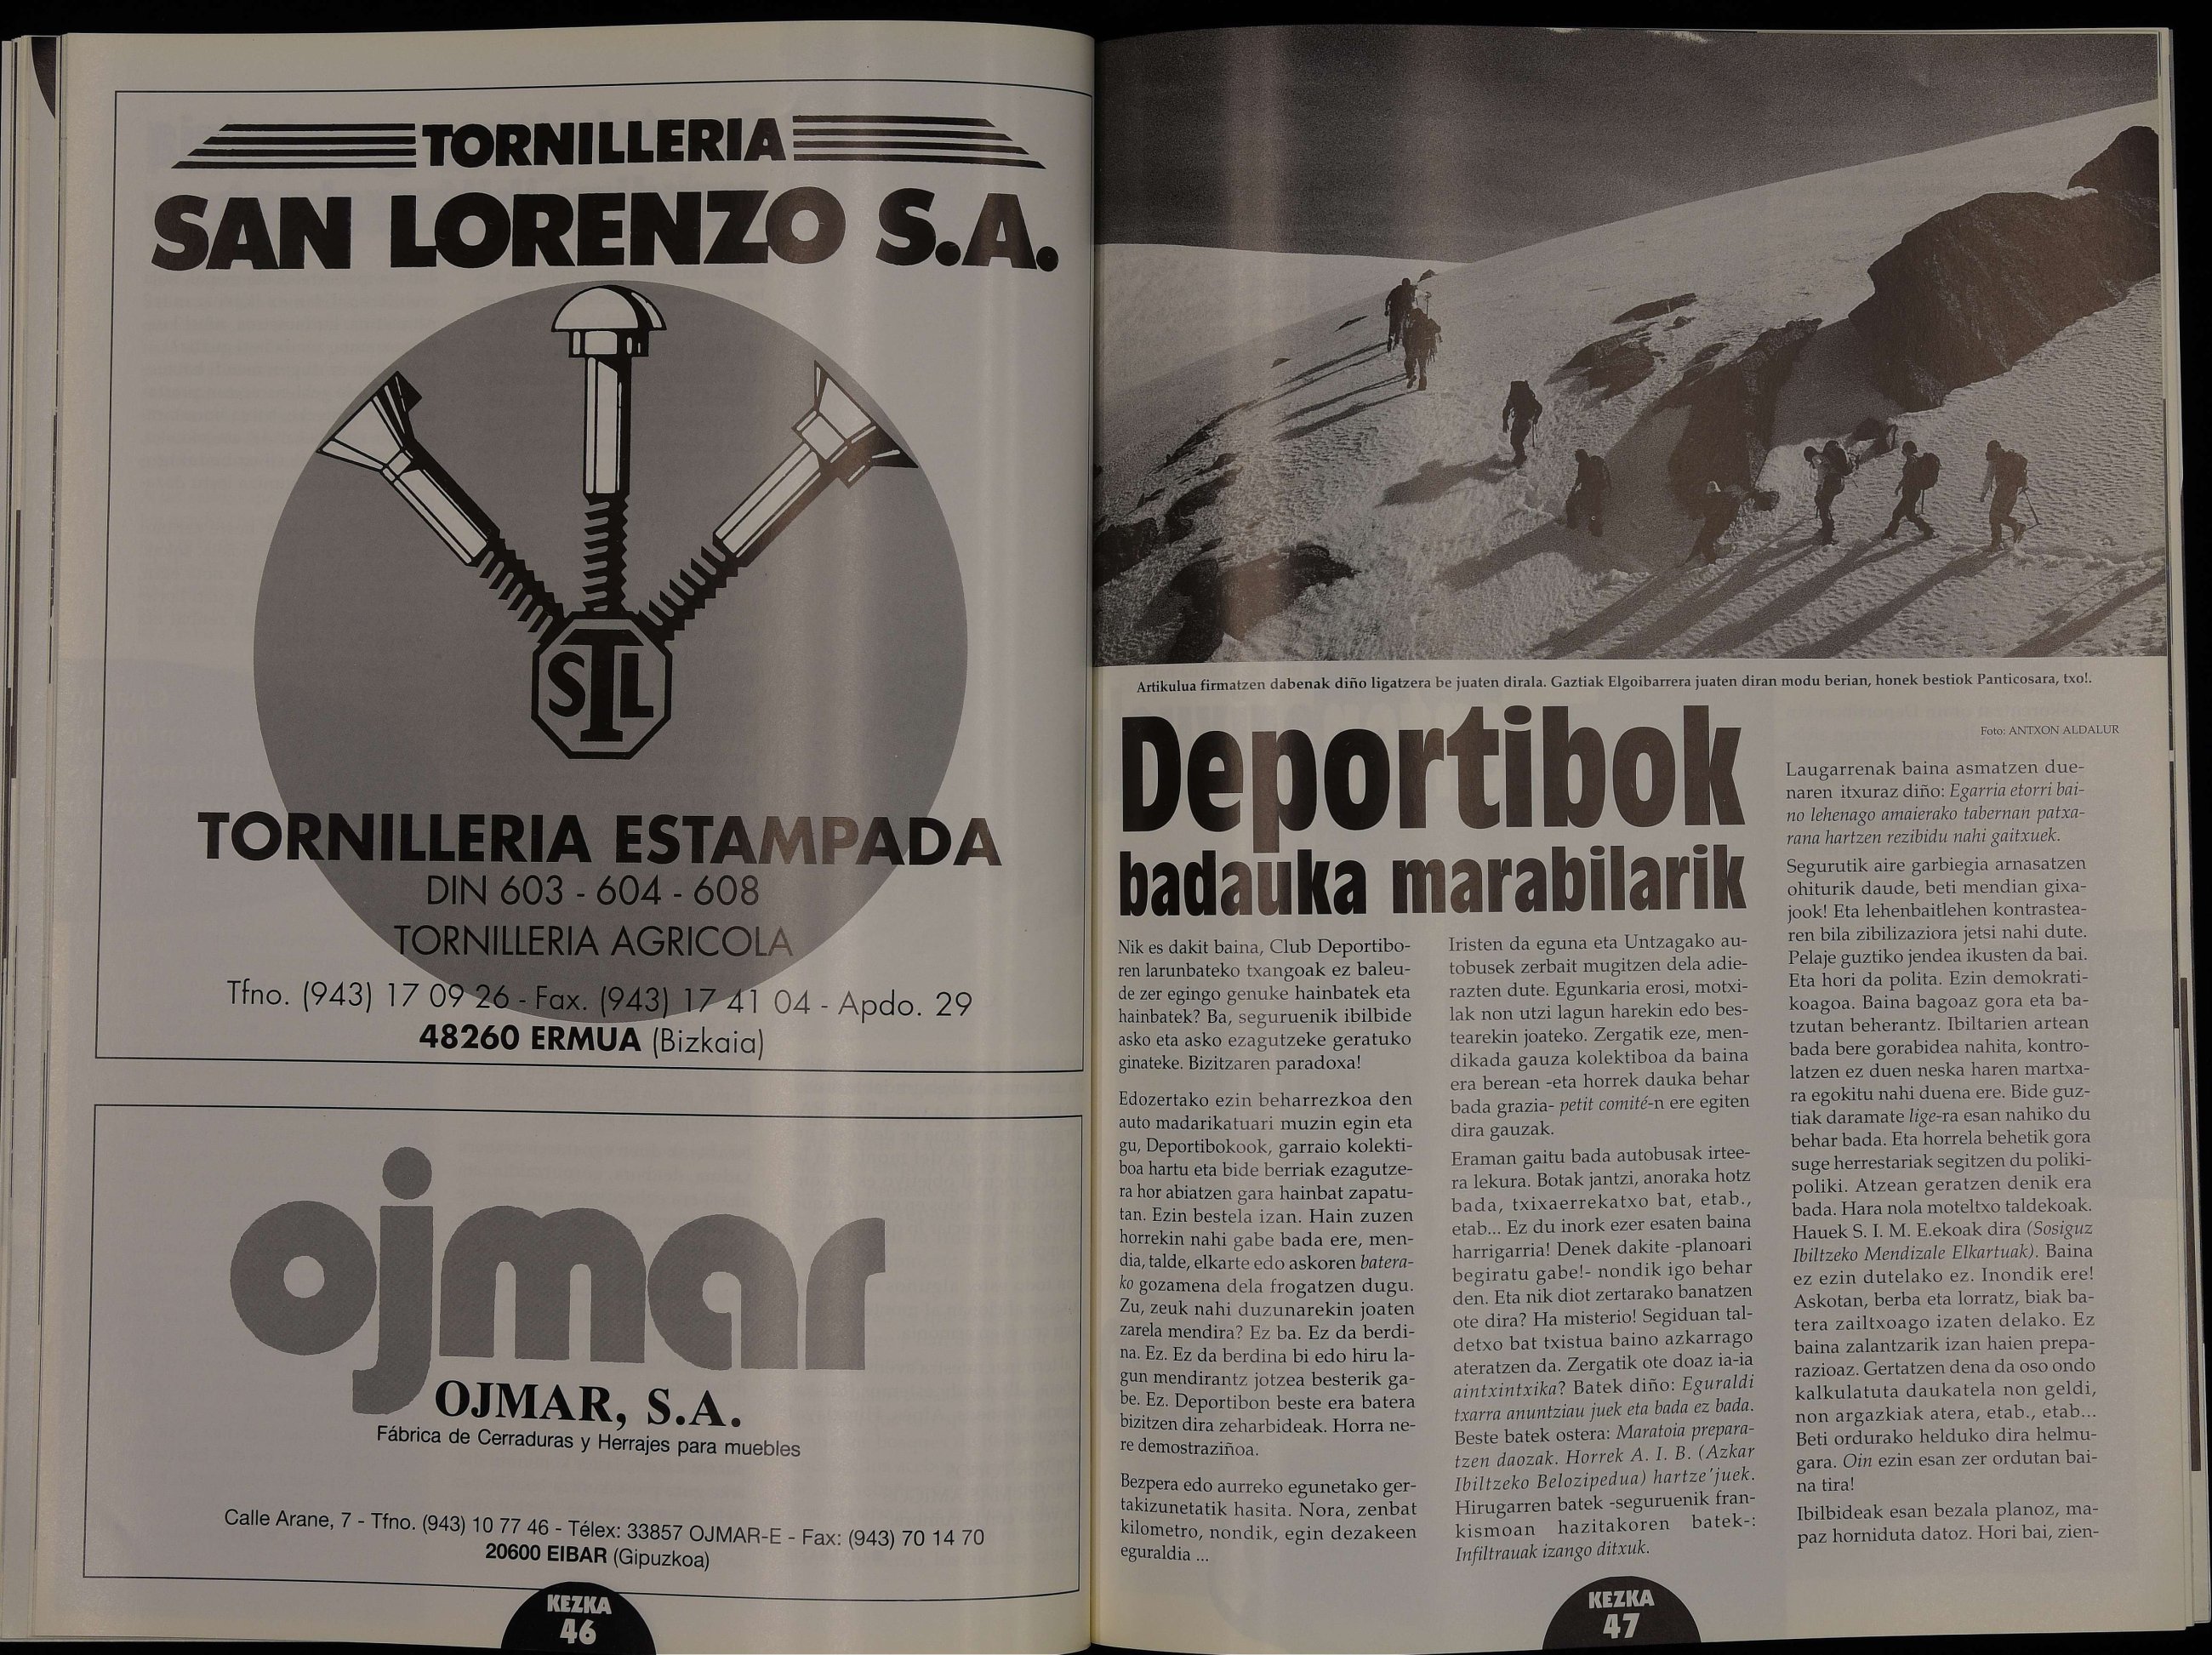 TORNILLERIA
SAN LORENZO S.A.
STL
TORNILLERIA ESTAMPADA
DIN 603 - 604 - 608
TORNILLERIA AGRICOLA
Tfno. (943) 17 09 26 - Fax. (943) 17 41 04 - Apdo. 29
48260 ERMUA (Bizkaia)
ojmar
OJMAR, S.A.
Fábrica de Cerraduras y Herrajes para muebles
Calle Arane, 7 - Tfno. (943) 10 77 46 - Télex: 33857 OJMAR-E - Fax: (943) 70 14 70
20600 EIBAR (Gipuzkoa)
KEZKA
46
Artikulua firmatzen dabenak diño ligatzera be juaten dirala. Gaztiak Elgoibarrera juaten diran modu berian, honek bestiok Panticosara, txo!.
Foto: ANTXON ALDALUR
Deportibok
badauka marabilarik
Nik es dakit baina, Club Deportibo-
ren larunbateko txangoak ez baleu-
de zer egingo genuke hainbatek eta
hainbatek? Ba, seguruenik ibilbide
asko eta asko ezagutzeke geratuko
ginateke. Bizitzaren paradoxa!
Edozertako ezin beharrezkoa den
auto madarikatuari muzin egin eta
gu, Deportibokook, garraio kolekti-
boa hartu eta bide berriak ezagutze-
ra hor abiatzen gara hainbat zapatu-
tan. Ezin bestela izan. Hain zuzen
horrekin nahi gabe bada ere, men-
dia, talde, elkarte edo askoren batera-
ko gozamena dela frogatzen dugu.
Zu, zeuk nahi duzunarekin joaten
zarela mendira? Ez ba. Ez da berdi-
na. Ez. Ez da berdina bi edo hiru la-
gun mendirantz jotzea besterik ga-
be. Ez. Deportibon beste era batera
bizitzen dira zeharbideak. Horra ne-
re demostraziñoa.
Bezpera edo aurreko egunetako ger-
takizunetatik hasita. Nora, zenbat
kilometro, nondik, egin dezakeen
eguraldia ...
Iristen da eguna eta Untzagako au-
tobusek zerbait mugitzen dela adie-
razten dute. Egunkaria erosi, motxi-
lak non utzi lagun harekin edo bes-
tearekin joateko. Zergatik eze, men-
dikada gauza kolektiboa da baina
era berean -eta horrek dauka behar
bada grazia- petit comité-n ere egiten
dira gauzak.
Eraman gaitu bada autobusak irtee-
ra lekura. Botak jantzi, anoraka hotz
bada, txixaerrekatxo bat, etab.,
etab... Ez du inork ezer esaten baina
harrigarria! Denek dakite -planoari
begiratu gabe!- nondik igo behar
den. Eta nik diot zertarako banatzen
ote dira? Ha misterio! Segiduan tal-
detxo bat txistua baino azkarrago
ateratzen da. Zergatik ote doaz ia-ia
aintxintxika? Batek diño: Eguraldi
txarra anuntziau juek eta bada ez bada.
Beste batek ostera: Maratoia prepara-
tzen daozak. Horrek A. I. B. (Azkar
Ibiltzeko Belozipedua) hartze'juek.
Hirugarren batek -seguruenik fran-
kismoan hazitakoren batek-:
Infiltrauak izango ditxuk.
Laugarrenak baina asmatzen due-
naren itxuraz diño: Egarria etorri bai-
no lehenago amaierako tabernan patxa-
rana hartzen rezibidu nahi gaitxuek.
Segurutik aire garbiegia arnasatzen
ohiturik daude, beti mendian gixa-
jook! Eta lehenbaitlehen kontrastea-
ren bila zibilizaziora jetsi nahi dute.
Pelaje guztiko jendea ikusten da bai.
Eta hori da polita. Ezin demokrati-
koagoa. Baina bagoaz gora eta ba-
tzutan beherantz. Ibiltarien artean
bada bere gorabidea nahita, kontro-
latzen ez duen neska haren martxa-
ra egokitu nahi duena ere. Bide guz-
tiak daramate lige-ra esan nahiko du
behar bada. Eta horrela behetik gora
suge herrestariak segitzen du poliki-
poliki. Atzean geratzen denik era
bada. Hara nola moteltxo taldekoak.
Hauek S. I. M. E.ekoak dira (Sosiguz
Ibiltzeko Mendizale Elkartuak). Baina
ez ezin dutelako ez. Inondik ere!
Askotan, berba eta lorratz, biak ba-
tera zailtxoago izaten delako. Ez
baina zalantzarik izan haien prepa-
razioaz. Gertatzen dena da oso ondo
kalkulatuta daukatela non geldi,
non argazkiak atera, etab., etab...
Beti ordurako helduko dira helmu-
gara. Oin ezin esan zer ordutan bai-
na tira!
Ibilbideak esan bezala planoz, ma-
paz horniduta datoz. Hori bai, zien-
KEZKA
47